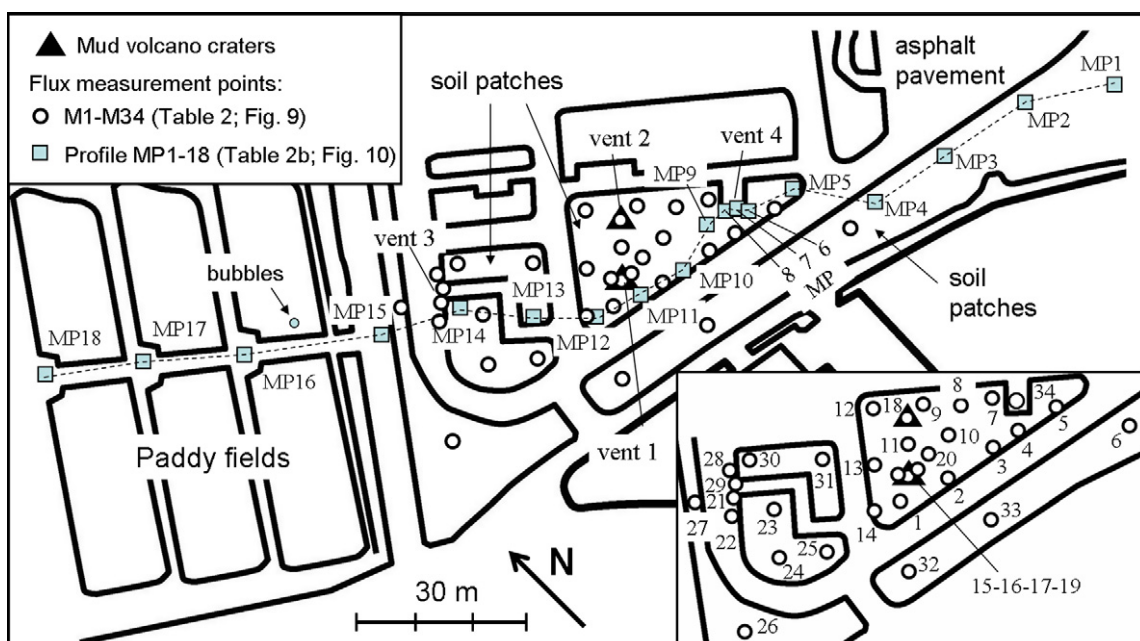 Mud volcano craters
Flux measurement points:
M1-M34 (Table 2; Fig. 9)
Profile MP1-18 (Table 2b; Fig. 10)
soil patches
asphalt
pavement
MP1
MP2
MP3
MP4
MP5
vent 2
vent 4
MP9
6
7
8
MP
MP10
MP11
soil
patches
vent 3
bubbles
MP13
MP12
MP14
MP15
MP16
MP17
MP18
vent 1
Paddy fields
30 m
N
8
34
12
18
9
7
5
6
11
10
4
3
20
13
2
28
30
31
29
21
27
22
23
14
1
33
25
24
32
15-16-17-19
26